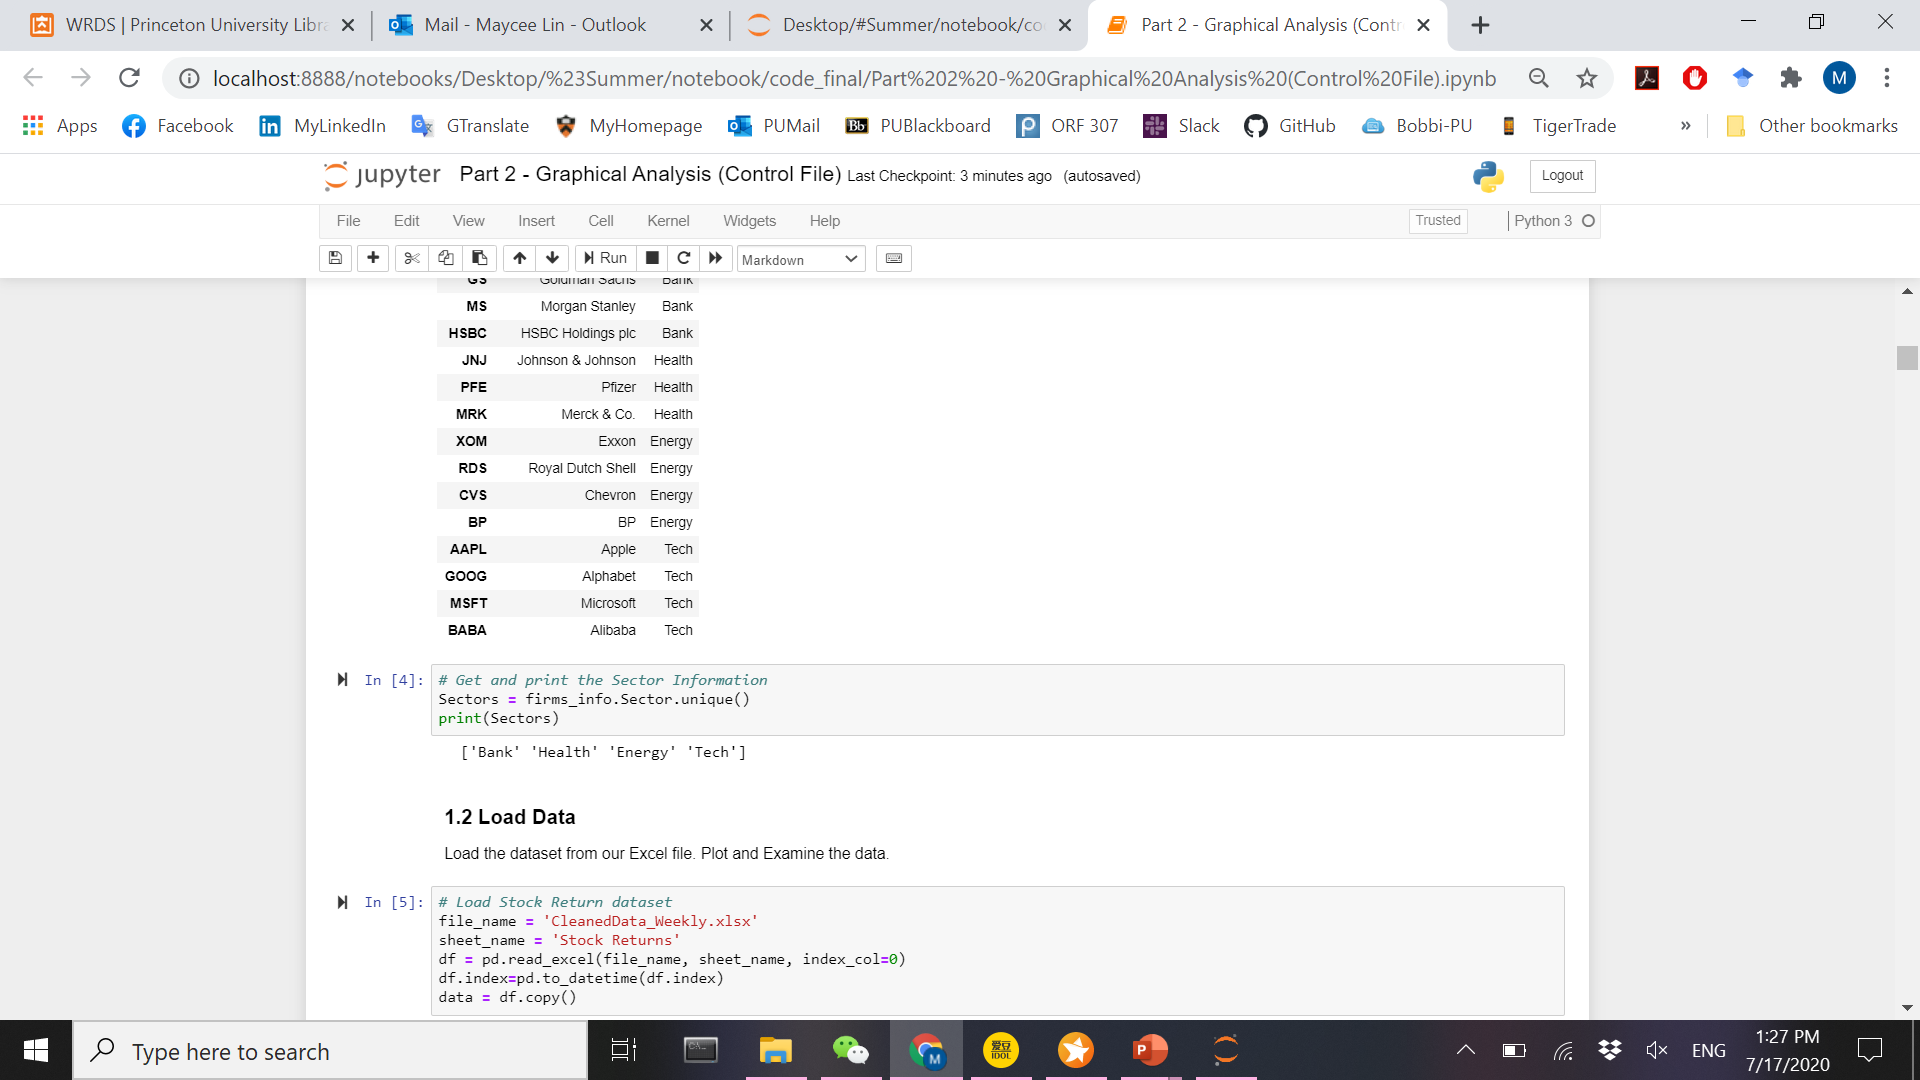 WRDS | Princeton University Libra
Mail - Maycee Lin - Outlook
Desktop/#Summer/notebook/co
Part 2 - Graphical Analysis (Contr
localhost:8888/notebooks/Desktop/%23Summer/notebook/code_final/Part%202%20-%20Graphical%20Analysis%20(Control%20File).ipynb
M
Apps
Facebook
MyLinkedIn
GTranslate
MyHomepage
PUMail
Bb PUBlackboard
ORF 307
Slack
GitHub
Bobbi-PU
TigerTrade
»
Other bookmarks
jupyter Part 2 - Graphical Analysis (Control File) Last Checkpoint: 3 minutes ago (autosaved)
Logout
File Edit View Insert Cell Kernel Widgets Help
Trusted
Python 3
Run
Markdown
GS Goldman Sachs Bank
MS Morgan Stanley Bank
HSBC HSBC Holdings plc Bank
JNJ Johnson & Johnson Health
PFE Pfizer Health
MRK Merck & Co. Health
XOM Exxon Energy
RDS Royal Dutch Shell Energy
CVS Chevron Energy
BP BP Energy
AAPL Apple Tech
GOOG Alphabet Tech
MSFT Microsoft Tech
BABA Alibaba Tech
In [4]: # Get and print the Sector Information
Sectors = firms_info.Sector.unique()
print(Sectors)
['Bank' 'Health' 'Energy' 'Tech']
1.2 Load Data
Load the dataset from our Excel file. Plot and Examine the data.
In [5]: # Load Stock Return dataset
file_name = 'CleanedData_Weekly.xlsx'
sheet_name = 'Stock Returns'
df = pd.read_excel(file_name, sheet_name, index_col=0)
df.index=pd.to_datetime(df.index)
data = df.copy()
Type here to search
M
爱豆
IDOL
P
ENG
1:27 PM
7/17/2020